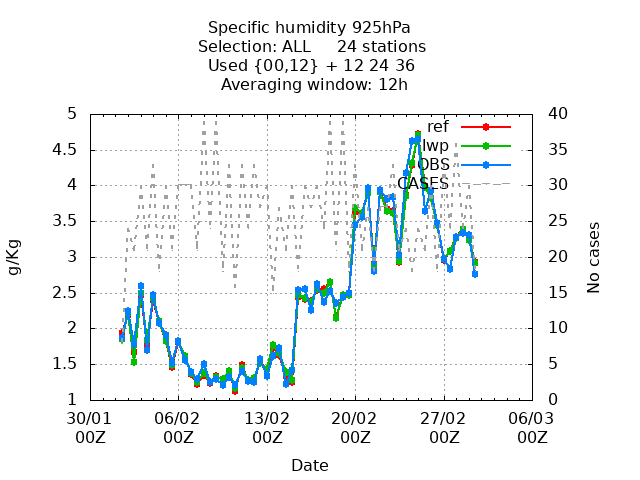 Specific humidity 925hPa
Selection: ALL     24 stations
Used {00,12} + 12 24 36
Averaging window: 12h
5
4.5
4
3.5
3
2.5
2
1.5
1
40
35
30
25
20
15
10
5
0
ref
lwp
OBS
CASES
g/Kg
No cases
30/01 06/02 13/02 20/02 27/02 06/03
00Z 00Z 00Z 00Z 00Z 00Z
Date